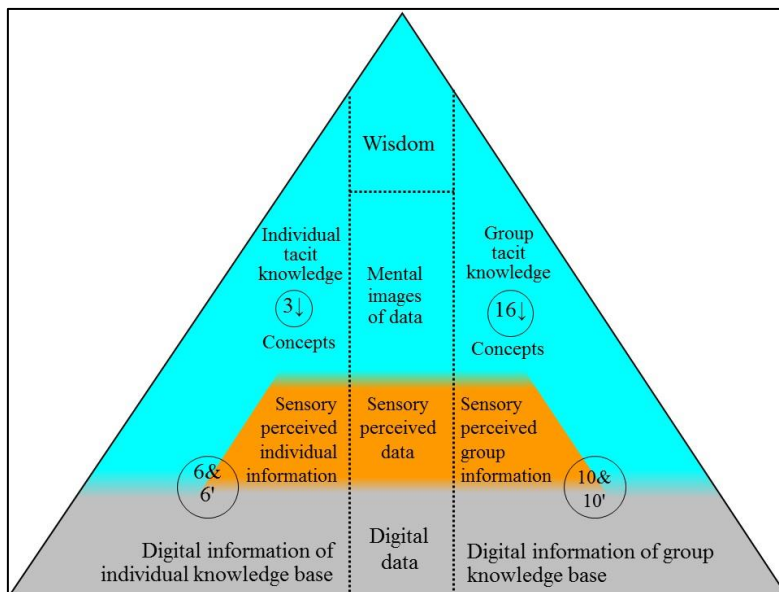 Wisdom
Individual
tacit
knowledge
3↓
Concepts
Mental
images
of data
Group
tacit
knowledge
16↓
Concepts
Sensory
perceived
individual
information
Sensory
perceived
data
Sensory
perceived
group
information
6&
6'
10&
10'
Digital information of
individual knowledge base
Digital
data
Digital information of group
knowledge base